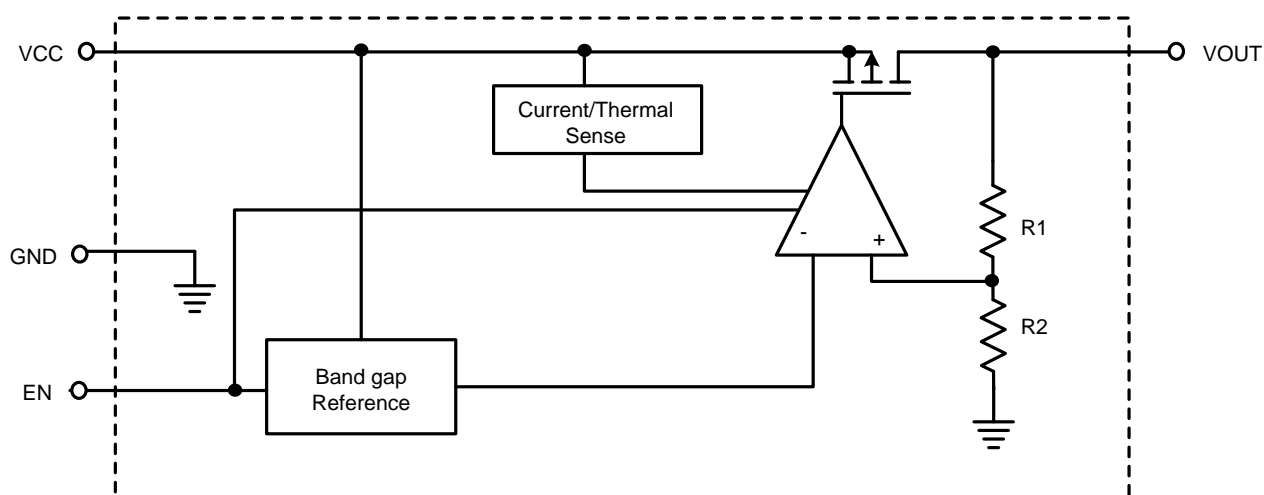 VCC
VOUT
Current/Thermal
Sense
R1
-
+
GND
R2
EN
Band gap
Reference